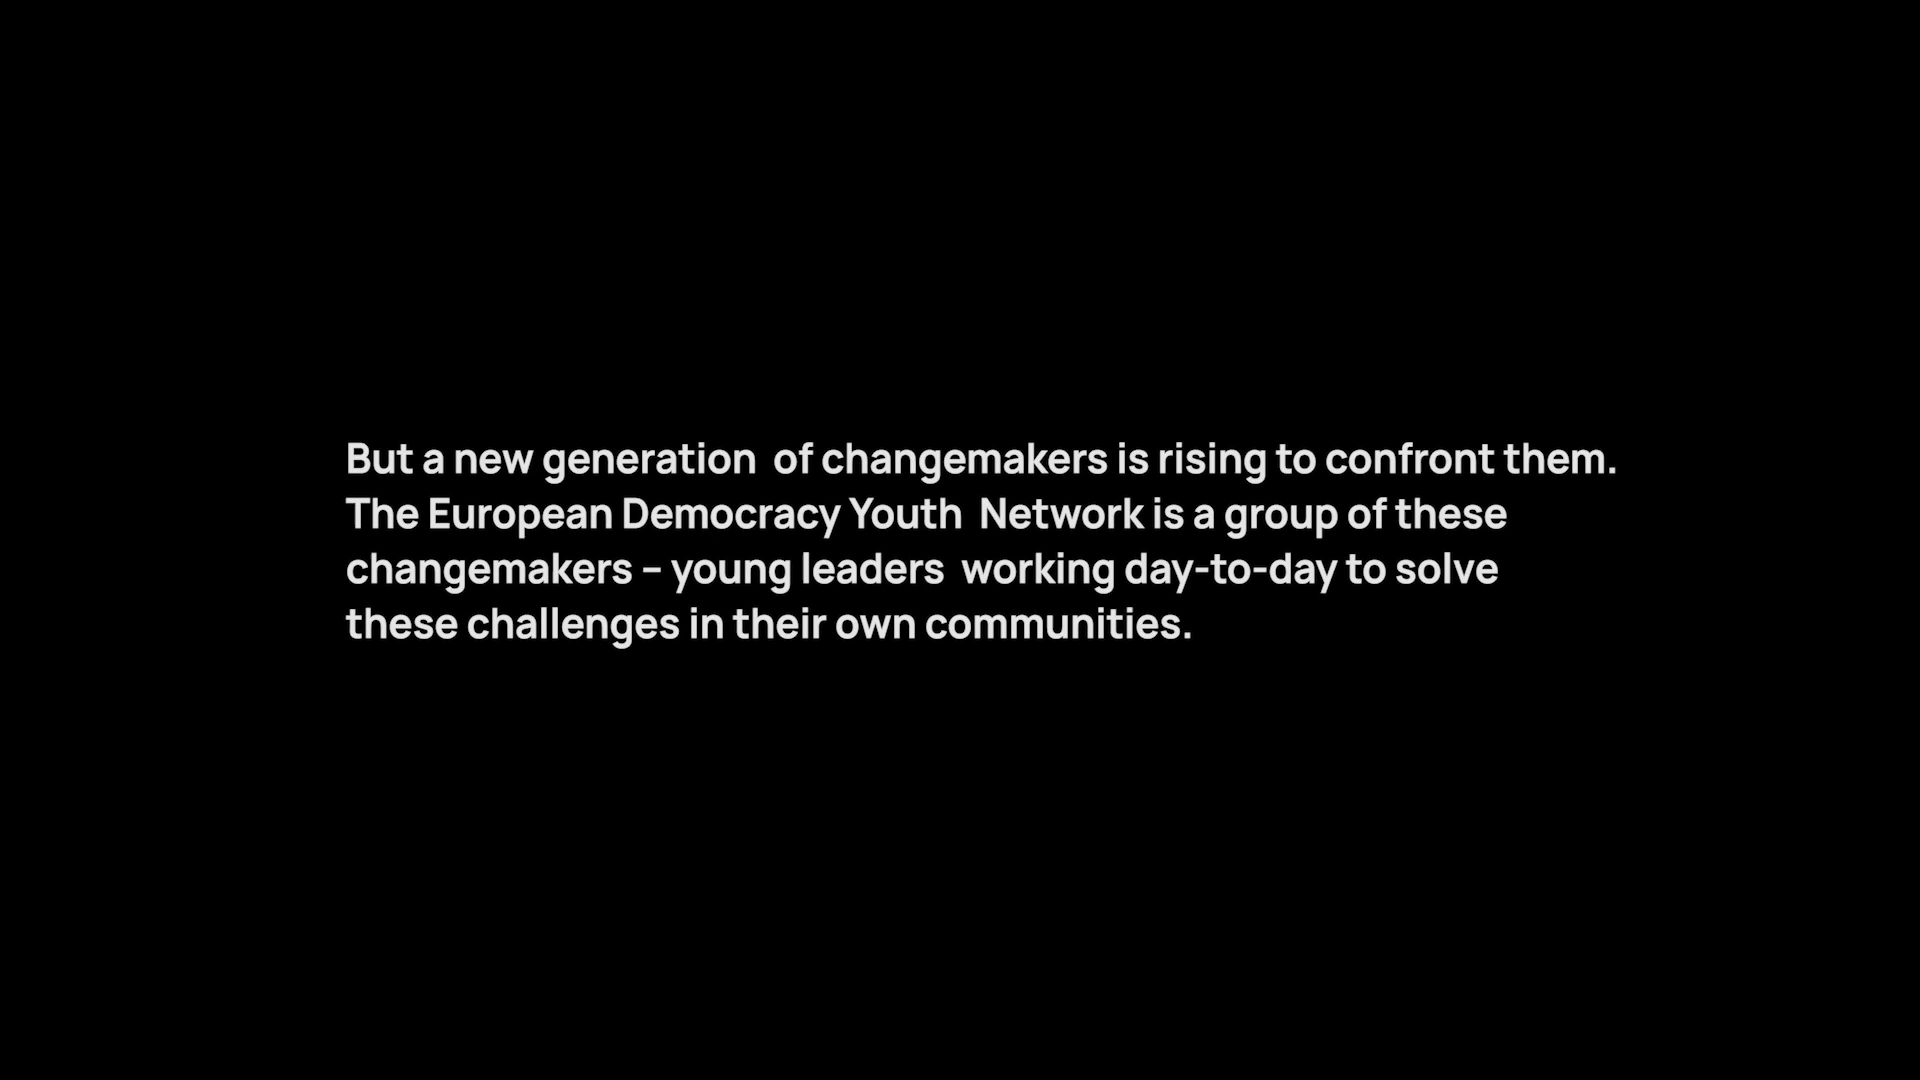 But a new generation  of changemakers is rising to confront them.
The European Democracy Youth  Network is a group of these
changemakers – young leaders  working day-to-day to solve
these challenges in their own communities.